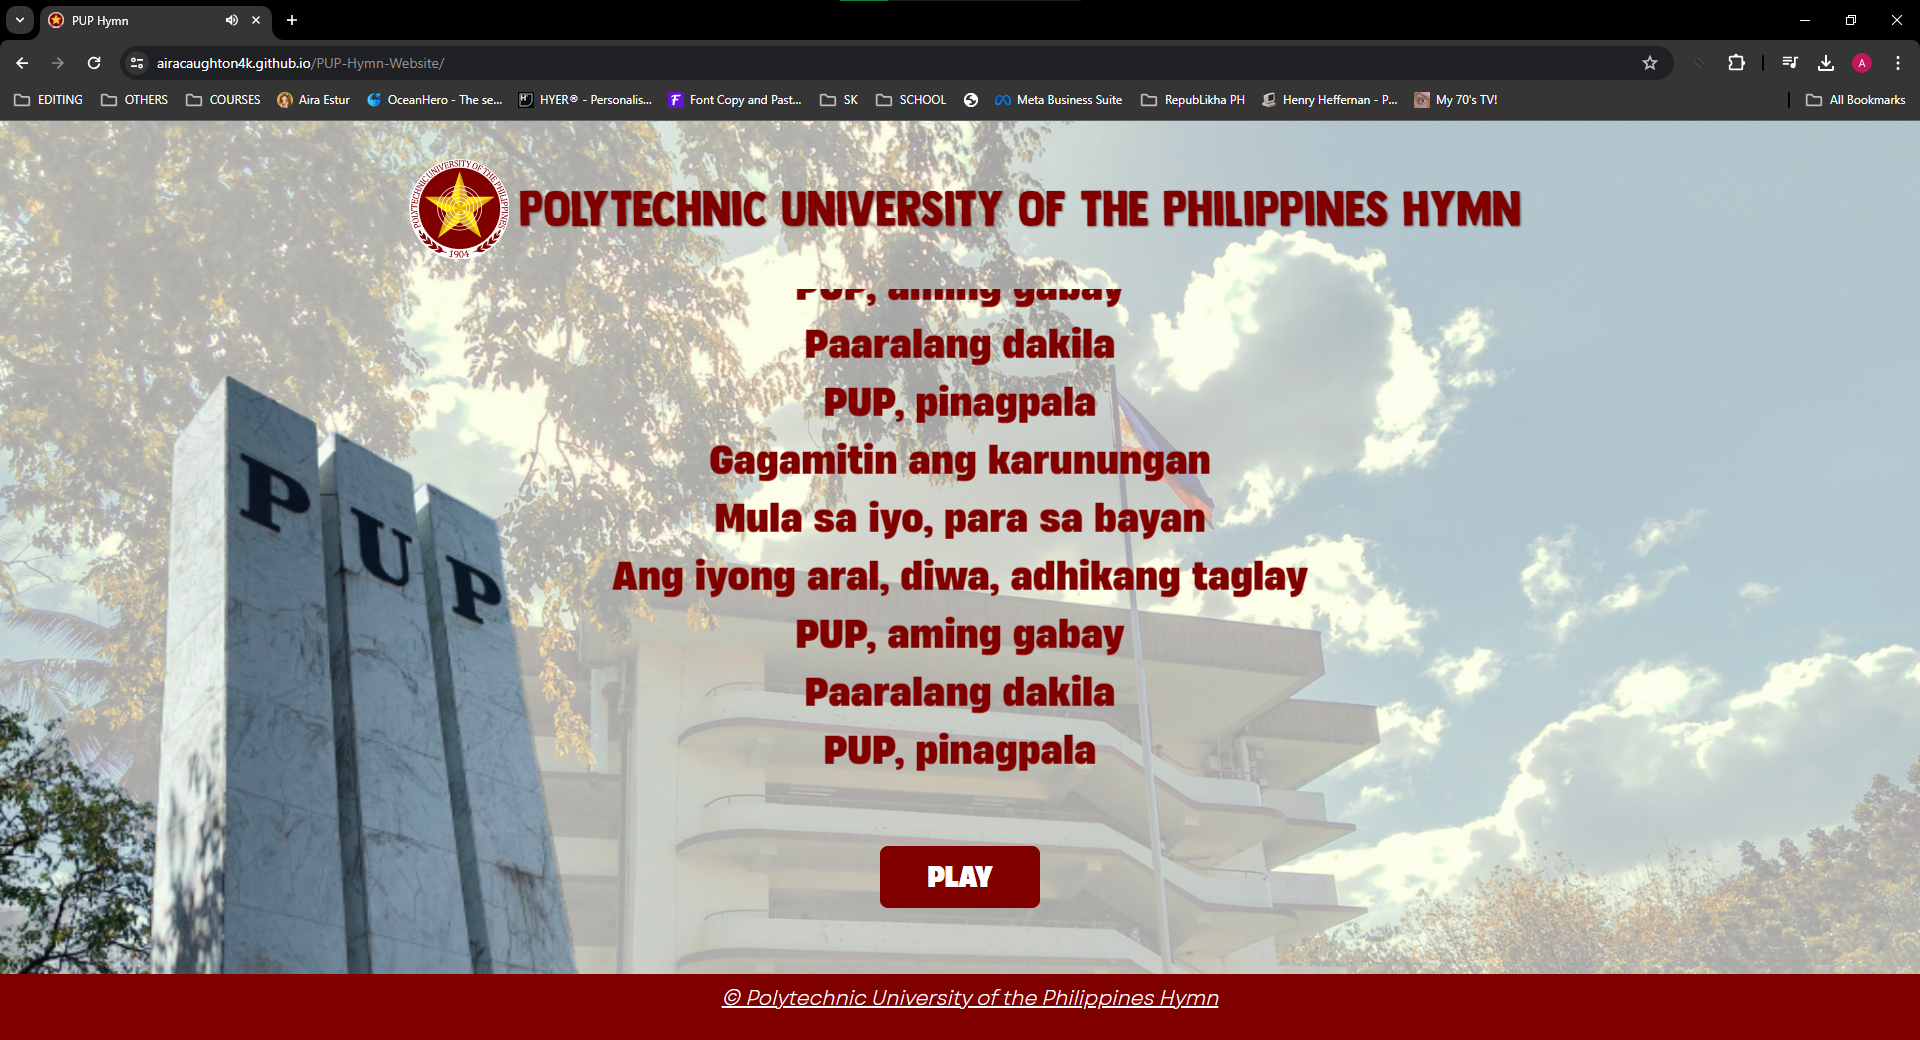 PUP Hymn
airacaughton4k.github.io/PUP-Hymn-Website/
A
EDITING
OTHERS
COURSES
Aira Estur
OceanHero - The se...
HYER® - Personalis...
Font Copy and Past...
SK
SCHOOL
Meta Business Suite
RepubLikha PH
Henry Heffernan - P...
My 70's TV!
All Bookmarks
POLYTECHNIC UNIVERSITY OF THE PHILIPPINES
1904
POLYTECHNIC UNIVERSITY OF THE PHILIPPINES HYMN
PUP, aming gabay
Paaralang dakila
PUP, pinagpala
Gagamitin ang karunungan
Mula sa iyo, para sa bayan
Ang iyong aral, diwa, adhikang taglay
PUP, aming gabay
Paaralang dakila
PUP, pinagpala
PUP
PLAY
© Polytechnic University of the Philippines Hymn